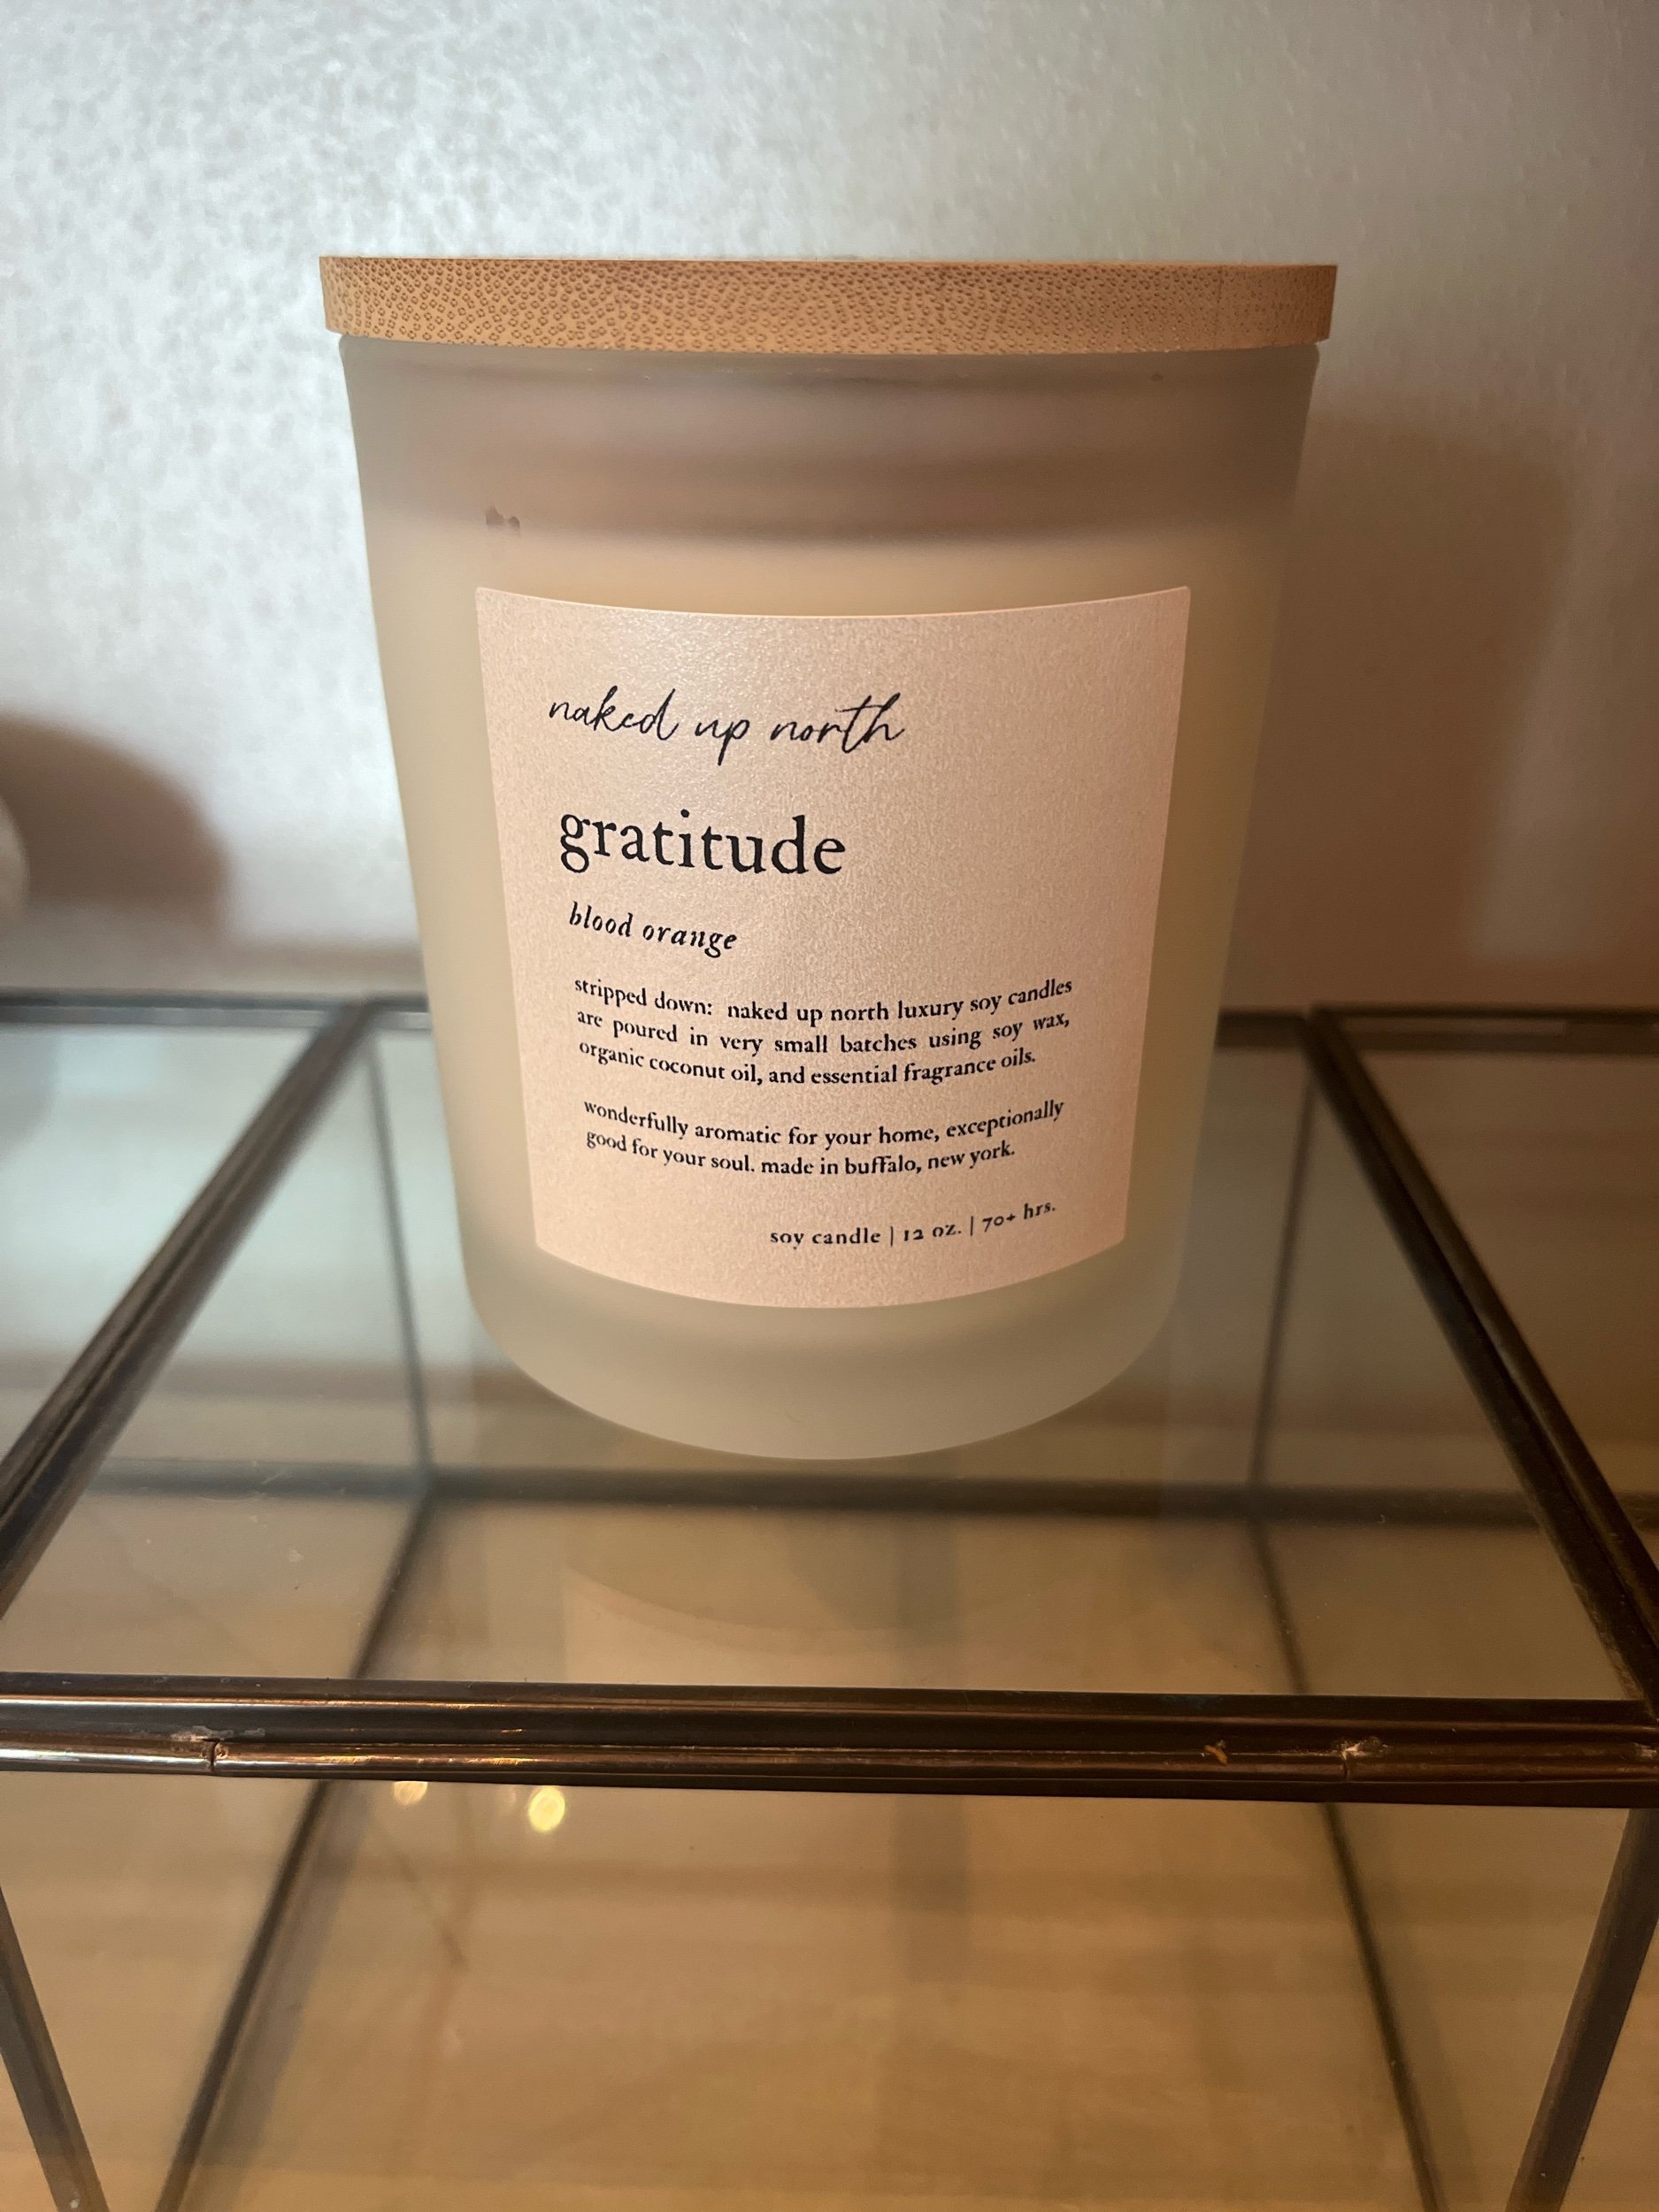 naked up north
gratitude
blood orange
stripped down: naked up north luxury soy candles
are poured in very small batches using soy wax,
organic coconut oil, and essential fragrance oils.
wonderfully aromatic for your home, exceptionally
good for your soul. made in buffalo, new york.
soy candle | 12 oz. | 70+ hrs.